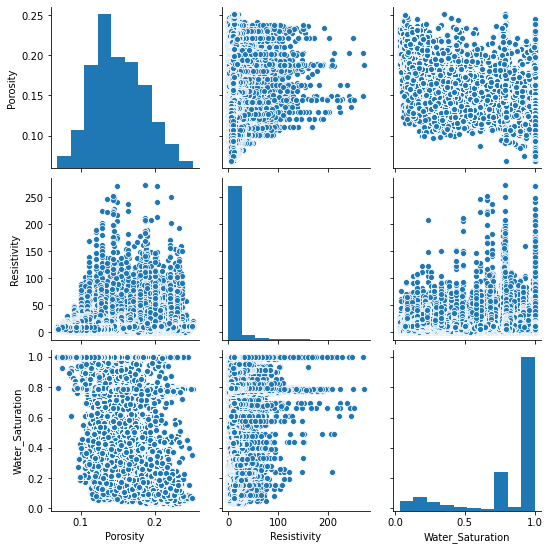 0.25
0.20
0.15
0.10
Porosity
250
200
150
100
50
0
Resistivity
1.0
0.8
0.6
0.4
0.2
0.0
Water_Saturation
0.1 0.2
Porosity
0 100 200
Resistivity
0.0 0.5 1.0
Water_Saturation